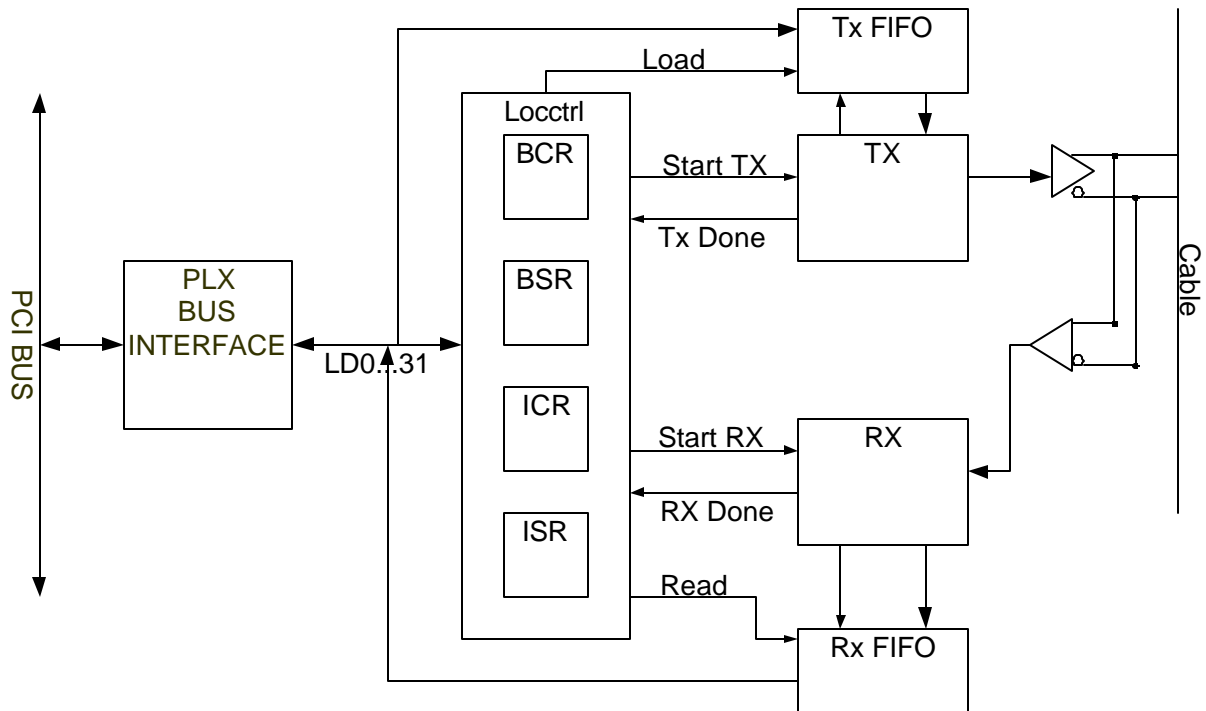 Tx FIFO
Load
Locctrl
BCR
Start TX
TX
Tx Done
BSR
PLX
BUS
INTERFACE
PCI BUS
LD0...31
Cable
ICR
Start RX
RX
RX Done
ISR
Read
Rx FIFO